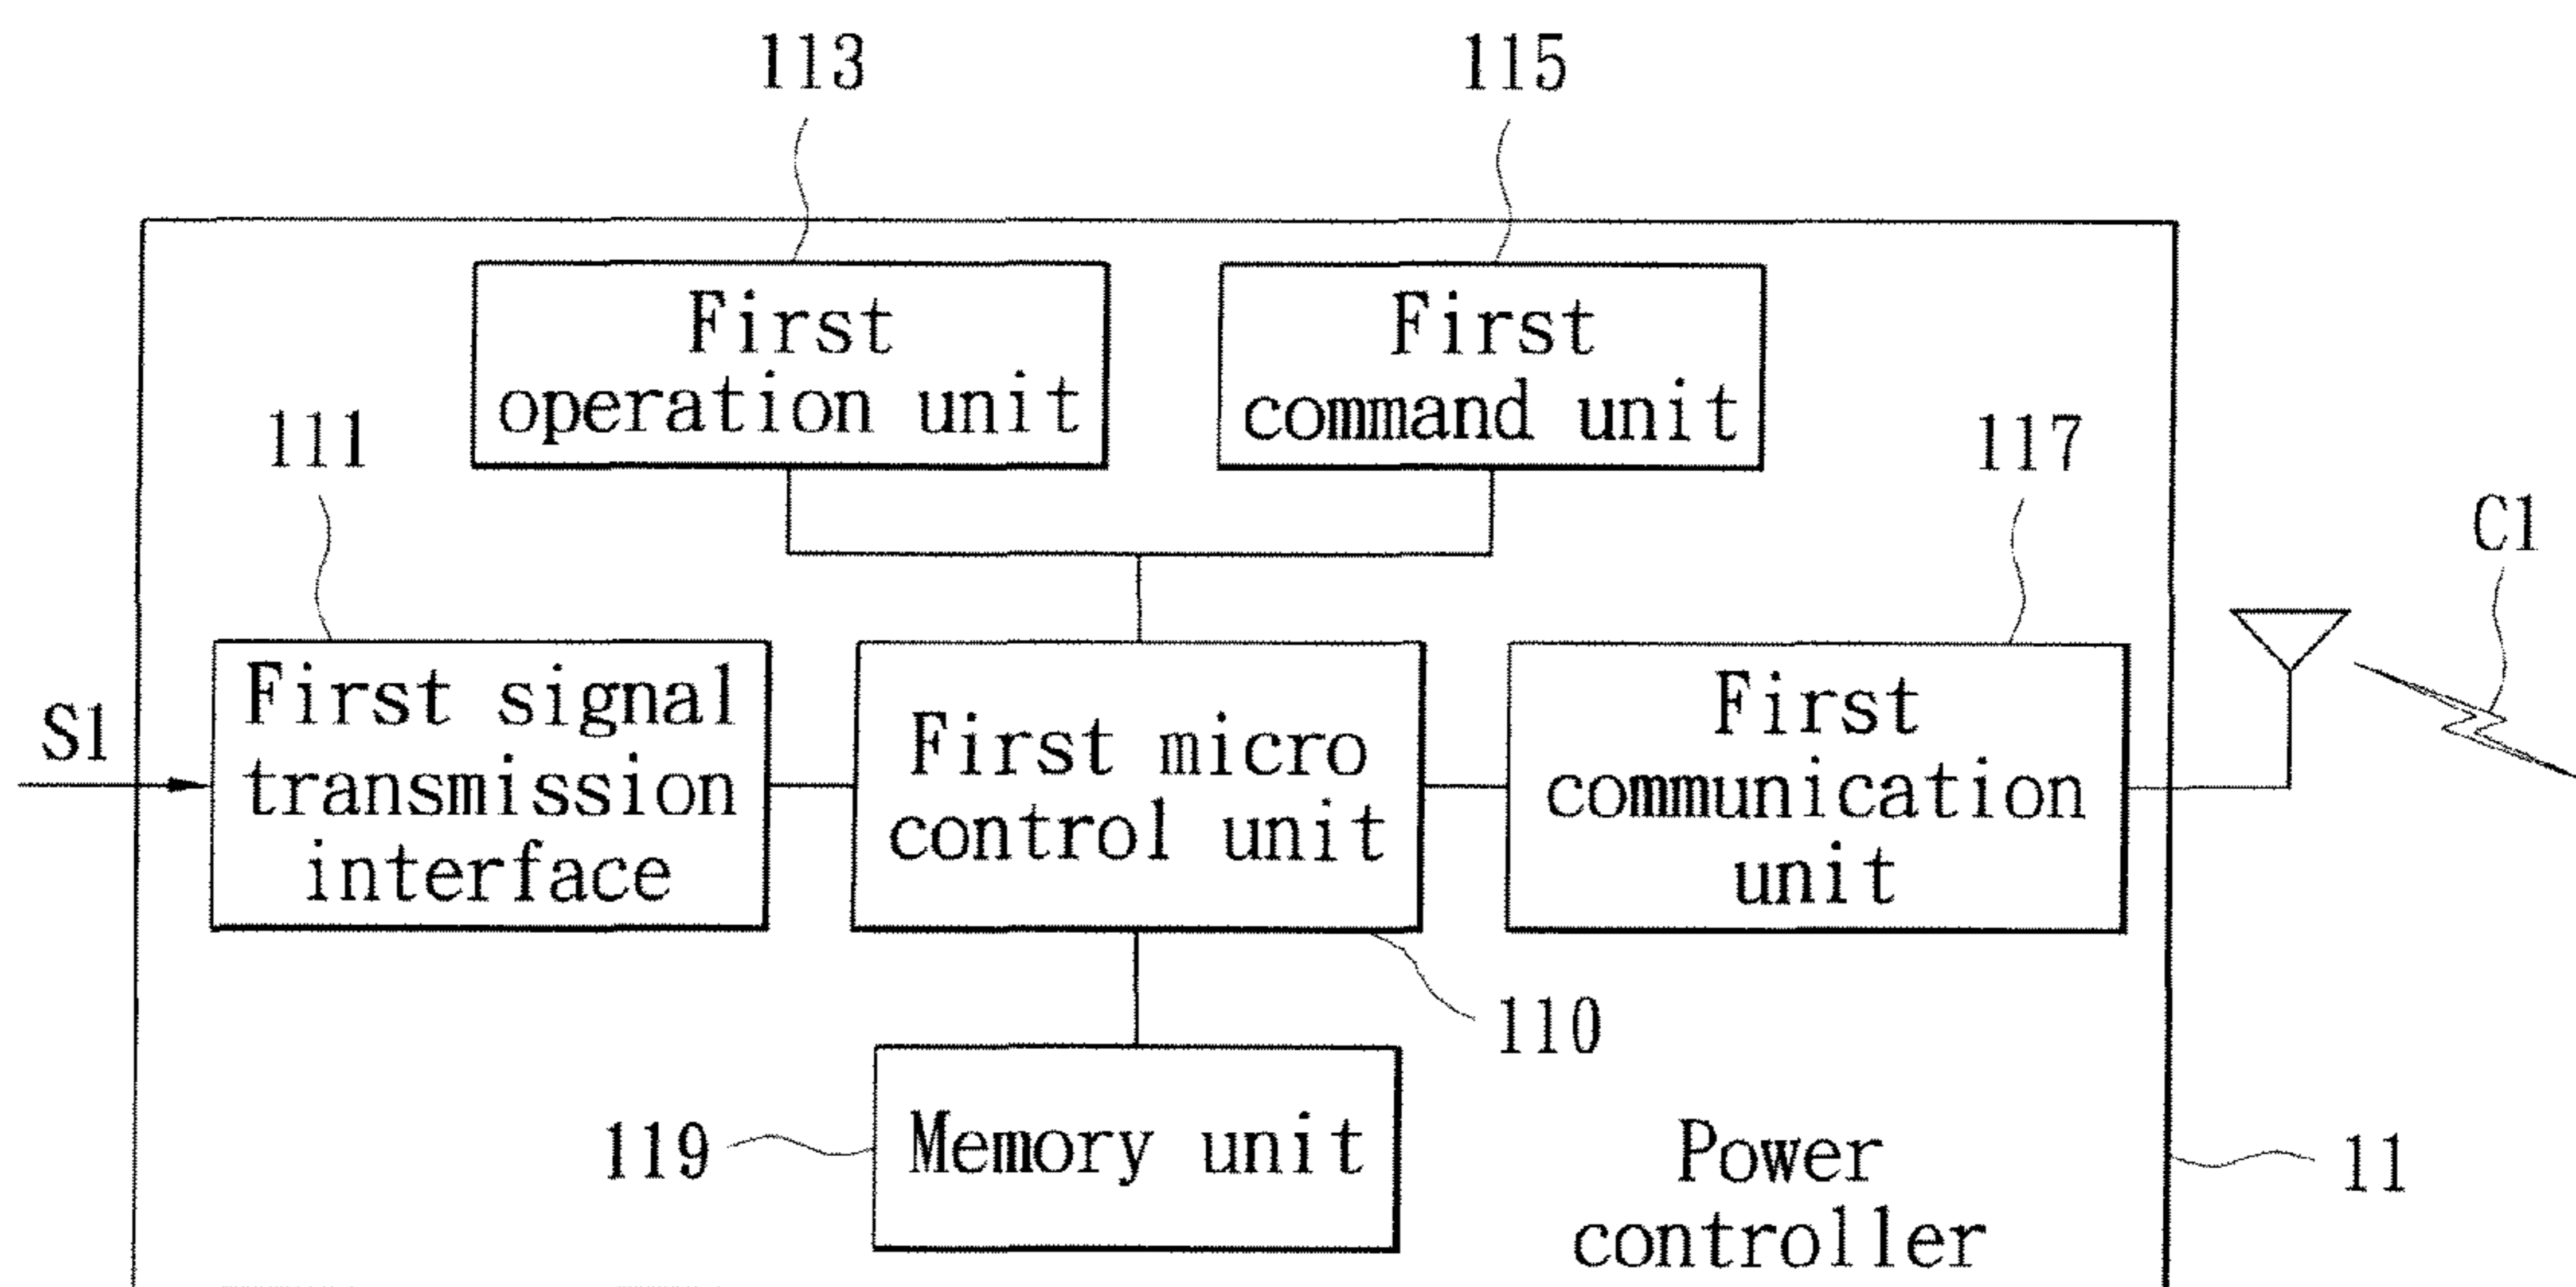 113
115
First
operation unit
First
command unit
111
117
C1
S1
First signal
transmission
interface
First micro
control unit
First
communication
unit
110
119
Memory unit
Power
controller
11